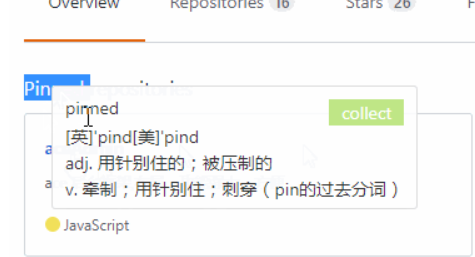 Overview Repositories 16 Stars 26
Pinned repositories
pinned
collect
[英]'pind[美]'pind
adj. 用针别住的；被压制的
v. 牵制；用针别住；刺穿（pin的过去分词）
JavaScript